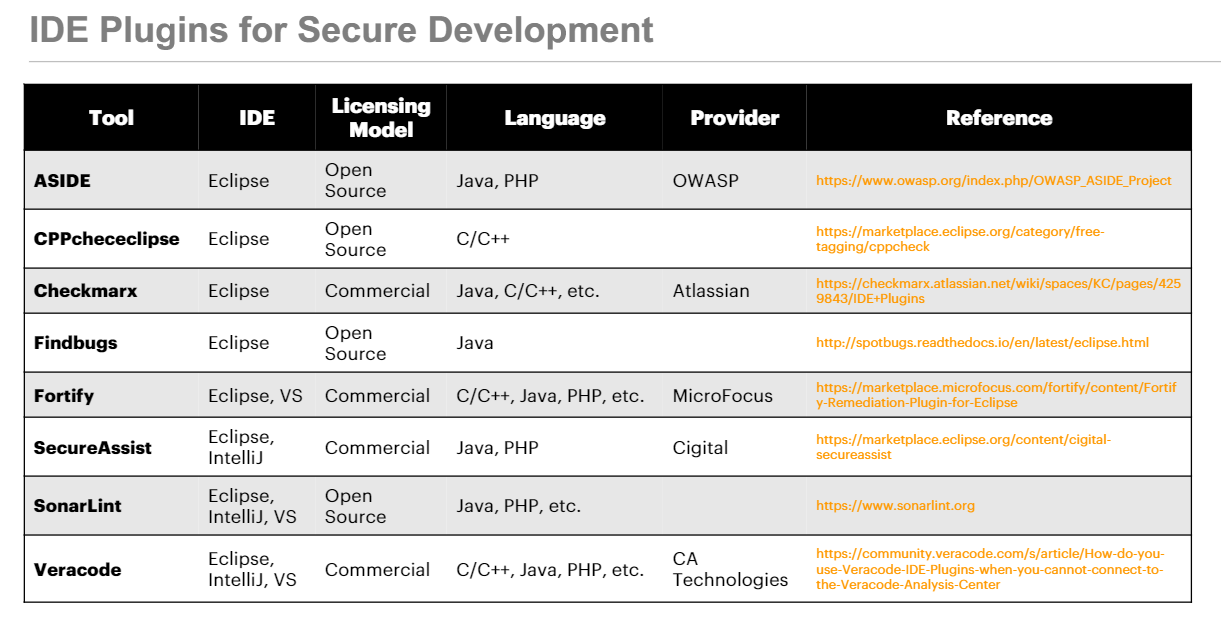 IDE Plugins for Secure Development
Tool
IDE
Licensing
Model
Language
Provider
Reference
ASIDE
Eclipse
Open
Source
Java, PHP
OWASP
https://www.owasp.org/index.php/OWASP_ASIDE_Project
CPPchececlipse
Eclipse
Open
Source
C/C++
https://marketplace.eclipse.org/category/free-
tagging/cppcheck
Checkmarx
Eclipse
Commercial
Java, C/C++, etc.
Atlassian
https://checkmarx.atlassian.net/wiki/spaces/KC/pages/425
9843/IDE+Plugins
Findbugs
Eclipse
Open
Source
Java
http://spotbugs.readthedocs.io/en/latest/eclipse.html
Fortify
Eclipse, VS
Commercial
C/C++, Java, PHP, etc.
MicroFocus
https://marketplace.microfocus.com/fortify/content/Fortif
y-Remediation-Plugin-for-Eclipse
SecureAssist
Eclipse,
IntelliJ
Commercial
Java, PHP
Cigital
https://marketplace.eclipse.org/content/cigital-
secureassist
SonarLint
Eclipse,
IntelliJ, VS
Open
Source
Java, PHP, etc.
https://www.sonarlint.org
Veracode
Eclipse,
IntelliJ, VS
Commercial
C/C++, Java, PHP, etc.
CA
Technologies
https://community.veracode.com/s/article/How-do-you-
use-Veracode-IDE-Plugins-when-you-cannot-connect-to-
the-Veracode-Analysis-Center